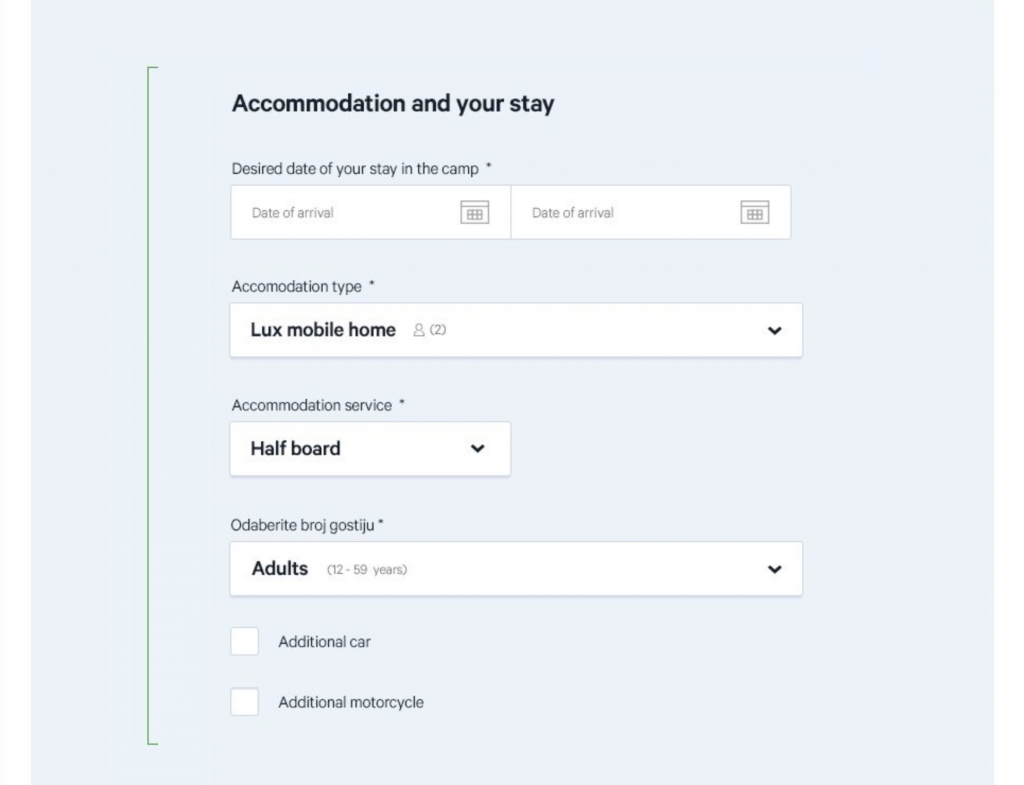 Accommodation and your stay
Desired date of your stay in the camp *
Date of arrival Date of arrival
Accomodation type *
Lux mobile home (2)
Accommodation service *
Half board
Odaberite broj gostiju *
Adults (12 - 59 years)
Additional car
Additional motorcycle